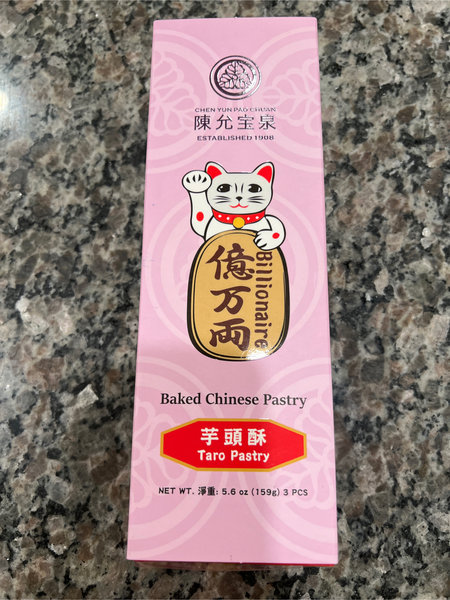 CHEN YUN PAO CHUAN
陳允宝泉
ESTABLISHED 1908
億万両
Billionaire
Baked Chinese Pastry
芋頭酥
Taro Pastry
NET WT. 淨重: 5.6 oz (159g) 3 PCS